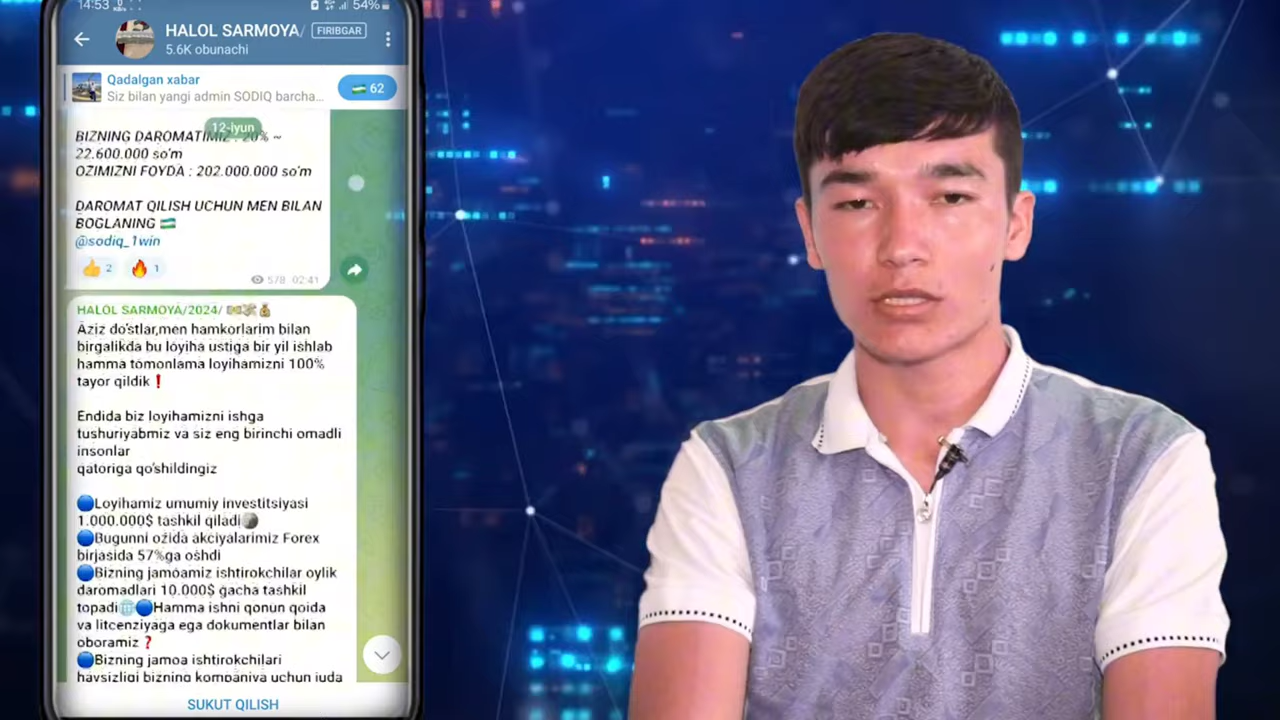 14:53
54%
HALOL SARMOYA/ FIRIBGAR
5.6K obunachi
Qadalgan xabar
Siz bilan yangi admin SODIQ barcha...
62
12-iyun
BIZNING DAROMATIMIZ : 20% ~
22.600.000 so'm
OZIMIZNI FOYDA : 202.000.000 so'm
DAROMAT QILISH UCHUN MEN BILAN
BOGLANING
@sodiq_1win
2 1
578 02:41
HALOL SARMOYA/2024/
Aziz do'stlar,men hamkorlarim bilan
birgalikda bu loyiha ustiga bir yil ishlab
hamma tomonlama loyihamizni 100%
tayor qildik❗
Endida biz loyihamizni ishga
tushuriyabmiz va siz eng birinchi omadli
insonlar
qatoriga qo'shildingiz
🔵Loyihamiz umumiy investitsiyasi
1.000.000$ tashkil qiladi
🔵Bugunni ozida akciyalarimiz Forex
birjasida 57%ga oshdi
🔵Bizning jamoamiz ishtirokchilar oylik
daromadlari 10.000$ gacha tashkil
topadi🔵Hamma ishni qonun qoida
va litcenziyaga ega dokumentlar bilan
oboramiz❓
🔵Bizning jamoa ishtirokchilari
havsizligi bizning kompaniya uchun juda
SUKUT QILISH